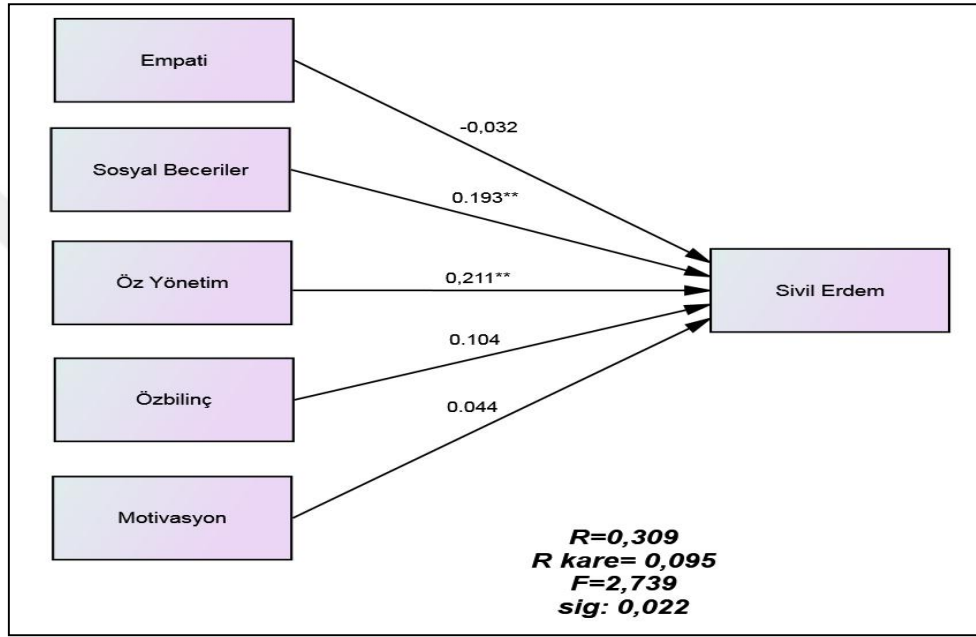 Empati
-0,032
Sosyal Beceriler
0.193**
Öz Yönetim
0,211**
Sivil Erdem
Özbilinç
0.104
0.044
Motivasyon
R=0,309
R kare= 0,095
F=2,739
sig: 0,022